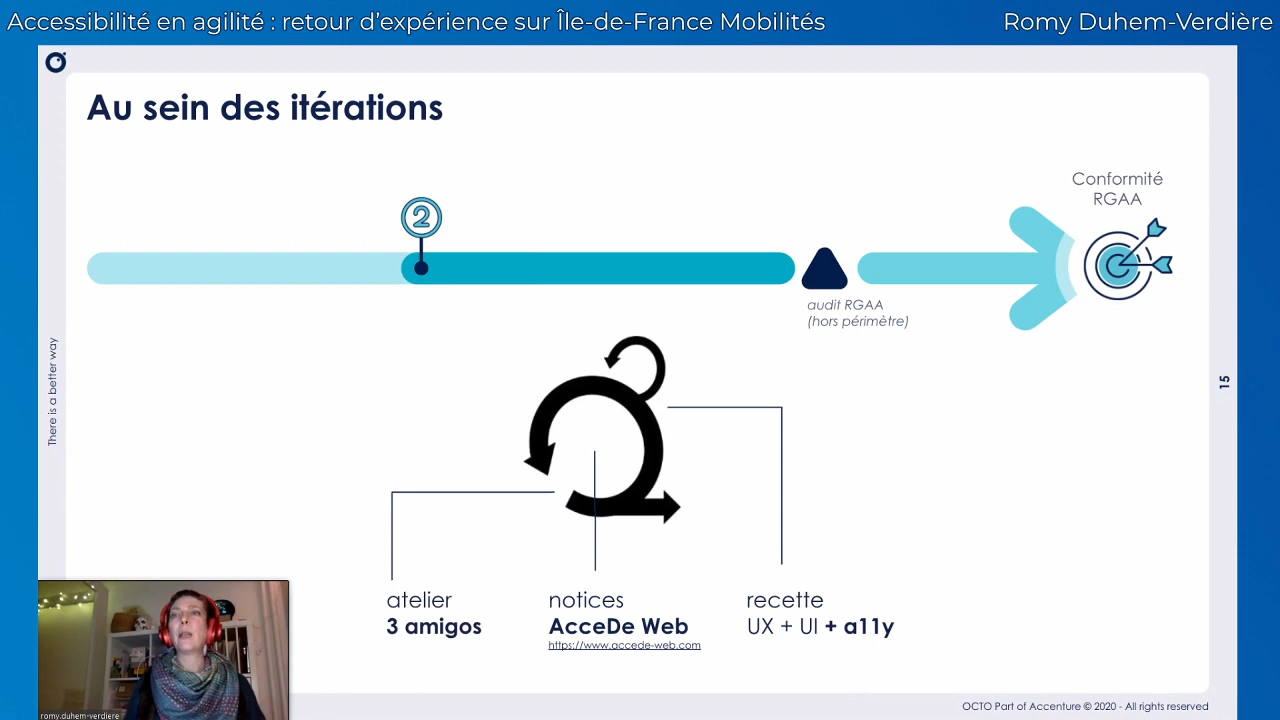 Accessibilité en agilité : retour d’expérience sur Île-de-France Mobilités
Romy Duhem-Verdière
Au sein des itérations
2
Conformité
RGAA
audit RGAA
(hors périmètre)
There is a better way
15
atelier
3 amigos
notices
AcceDe Web
https://www.accede-web.com
recette
UX + UI + a11y
romy.duhem-verdiere
OCTO Part of Accenture © 2020 - All rights reserved